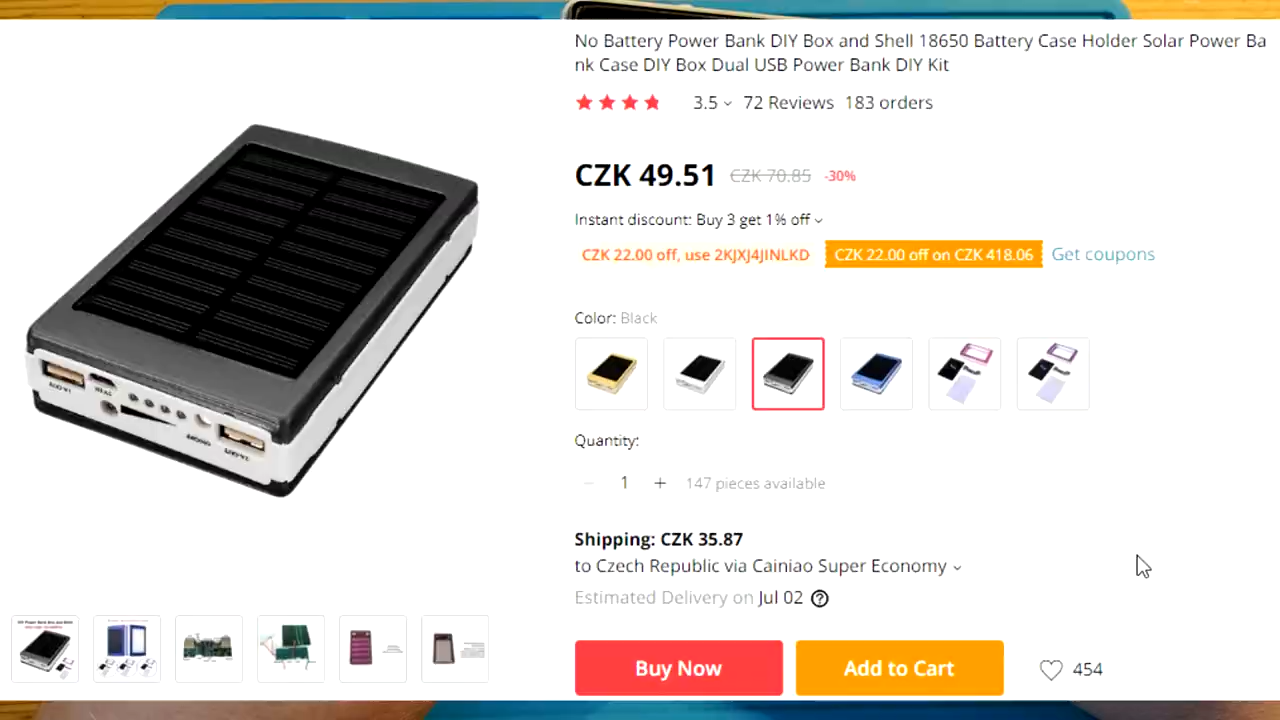 No Battery Power Bank DIY Box and Shell 18650 Battery Case Holder Solar Power Ba
nk Case DIY Box Dual USB Power Bank DIY Kit
3.5 72 Reviews 183 orders
CZK 49.51 CZK 70.85 -30%
Instant discount: Buy 3 get 1% off
CZK 22.00 off, use 2KJXJ4JINLKD CZK 22.00 off on CZK 418.06 Get coupons
Color: Black
Quantity:
1 + 147 pieces available
Shipping: CZK 35.87
to Czech Republic via Cainiao Super Economy
Estimated Delivery on Jul 02
Buy Now Add to Cart 454